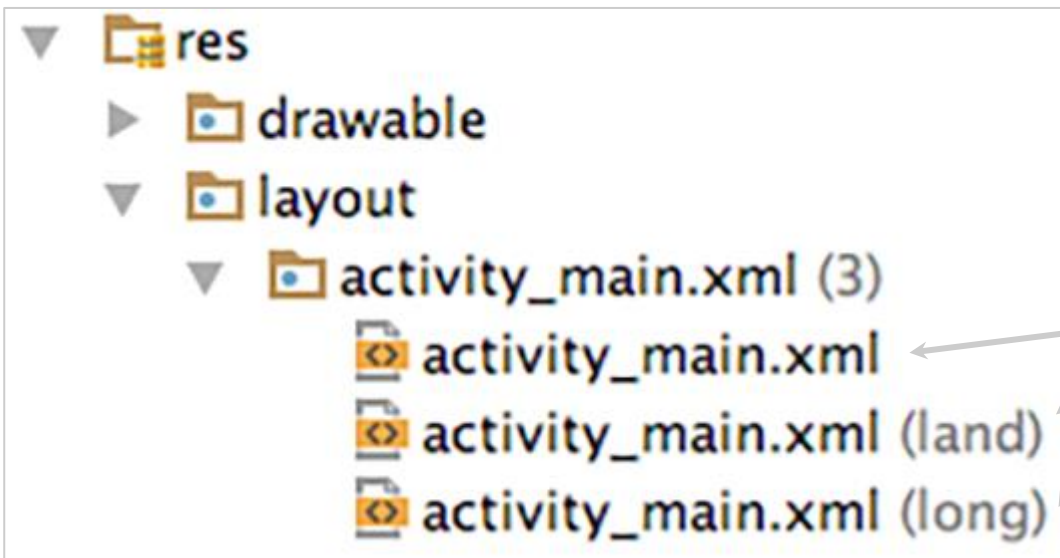 res
drawable
layout
activity_main.xml (3)
activity_main.xml
activity_main.xml (land)
activity_main.xml (long)